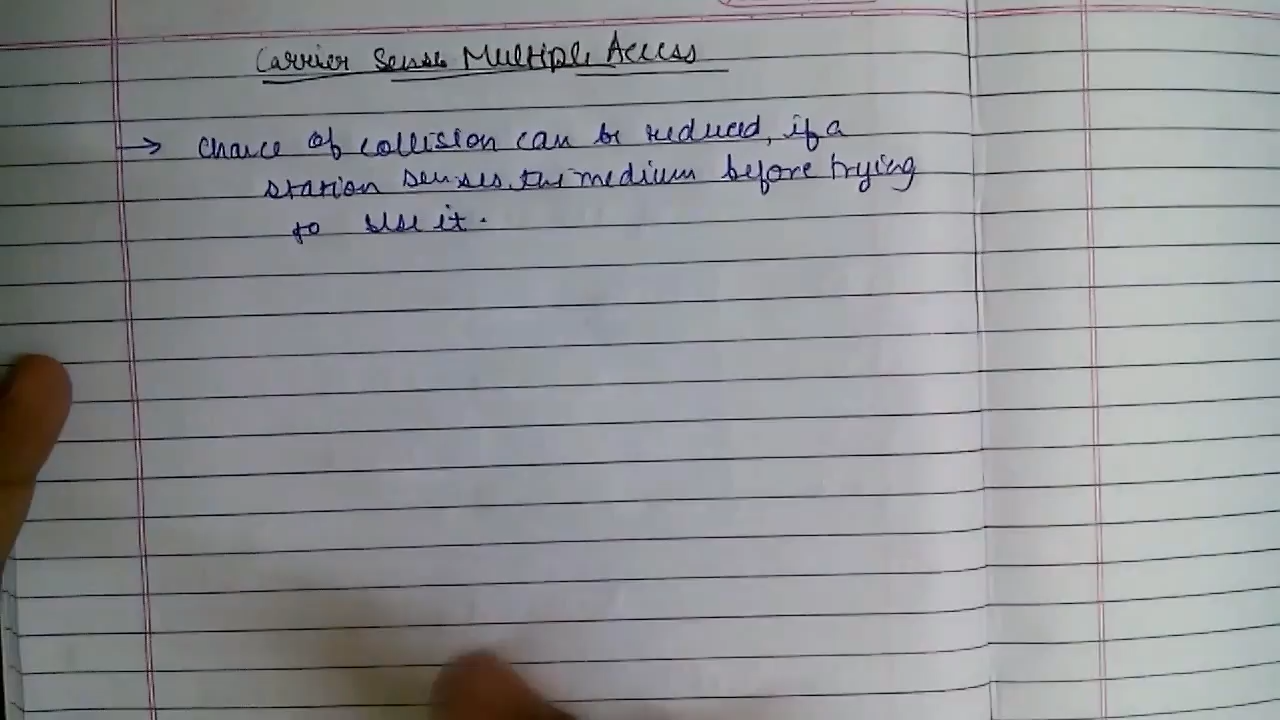 Carrier Sense Multiple Access
→ Chance of collision can be reduced, if a
station senses the medium before trying
to use it.